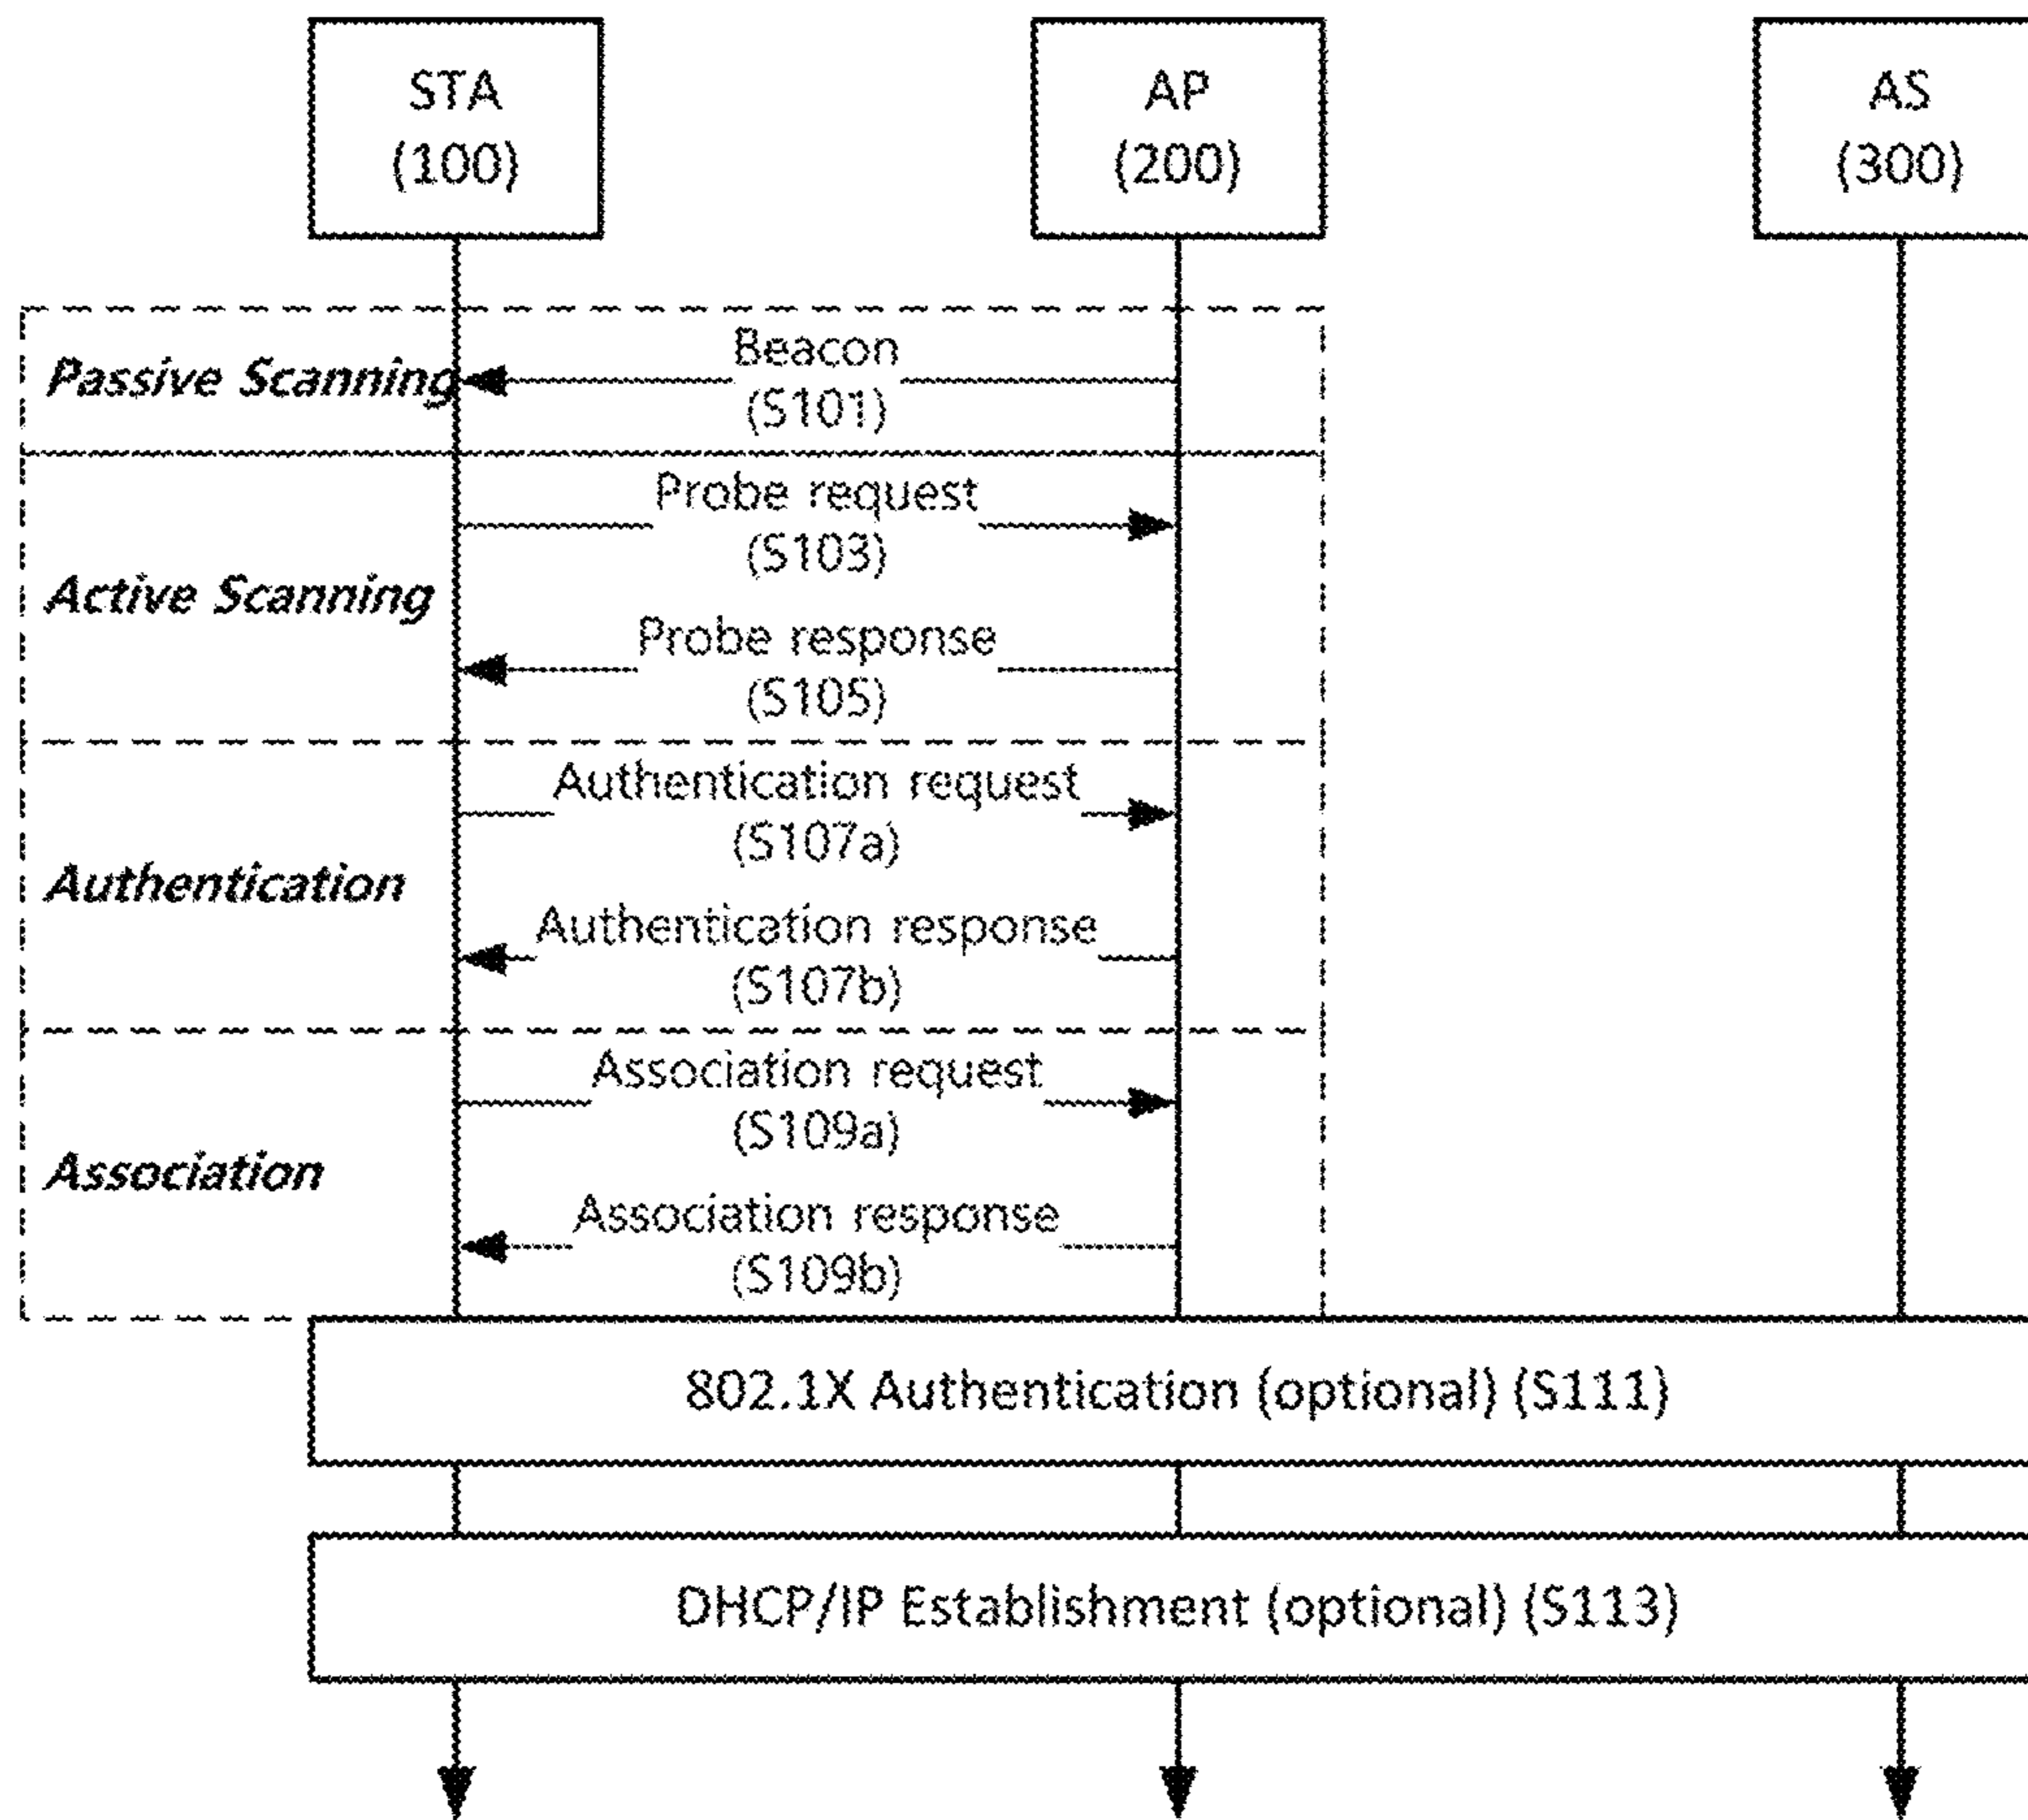 STA
(100)
AP
(200)
AS
(300)
Passive Scanning
Beacon
(S101)
Active Scanning
Probe request
(S103)
Probe response
(S105)
Authentication
Authentication request
(S107a)
Authentication response
(S107b)
Association
Association request
(S109a)
Association response
(S109b)
802.1X Authentication (optional) (S111)
DHCP/IP Establishment (optional) (S113)